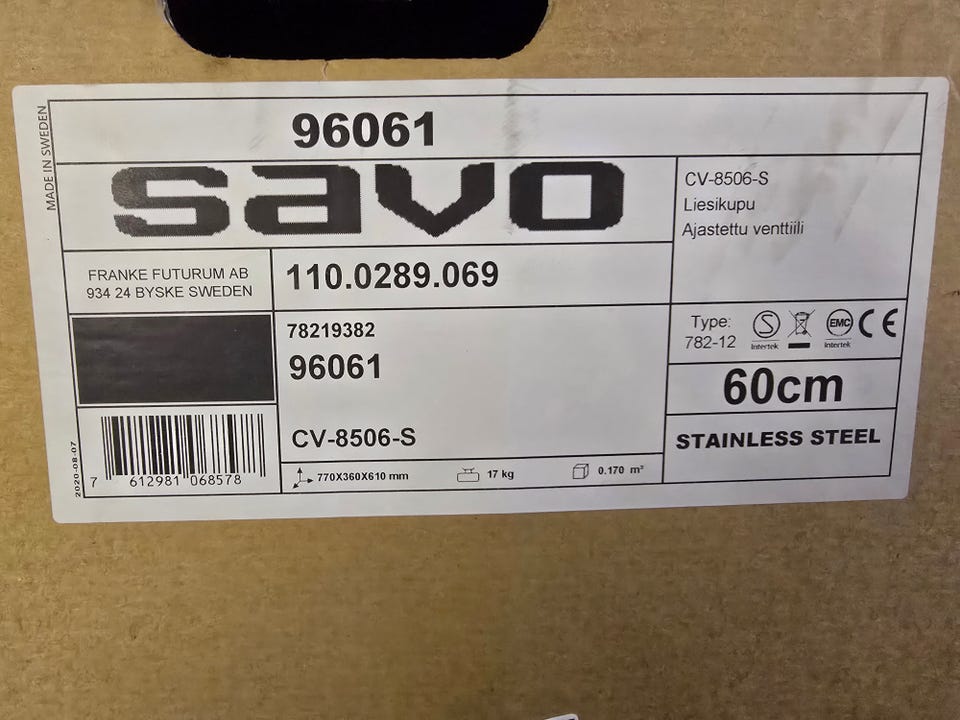 MADE IN SWEDEN
96061
savo
CV-8506-S
Liesikupu
Ajastettu venttiili
FRANKE FUTURUM AB
934 24 BYSKE SWEDEN
110.0289.069
78219382
96061
CV-8506-S
Type:
782-12
S
Intertek
EMC
Intertek
CE
60cm
STAINLESS STEEL
2020-08-07
7 612981 068578
770X360X610 mm
17 kg
0.170 m³